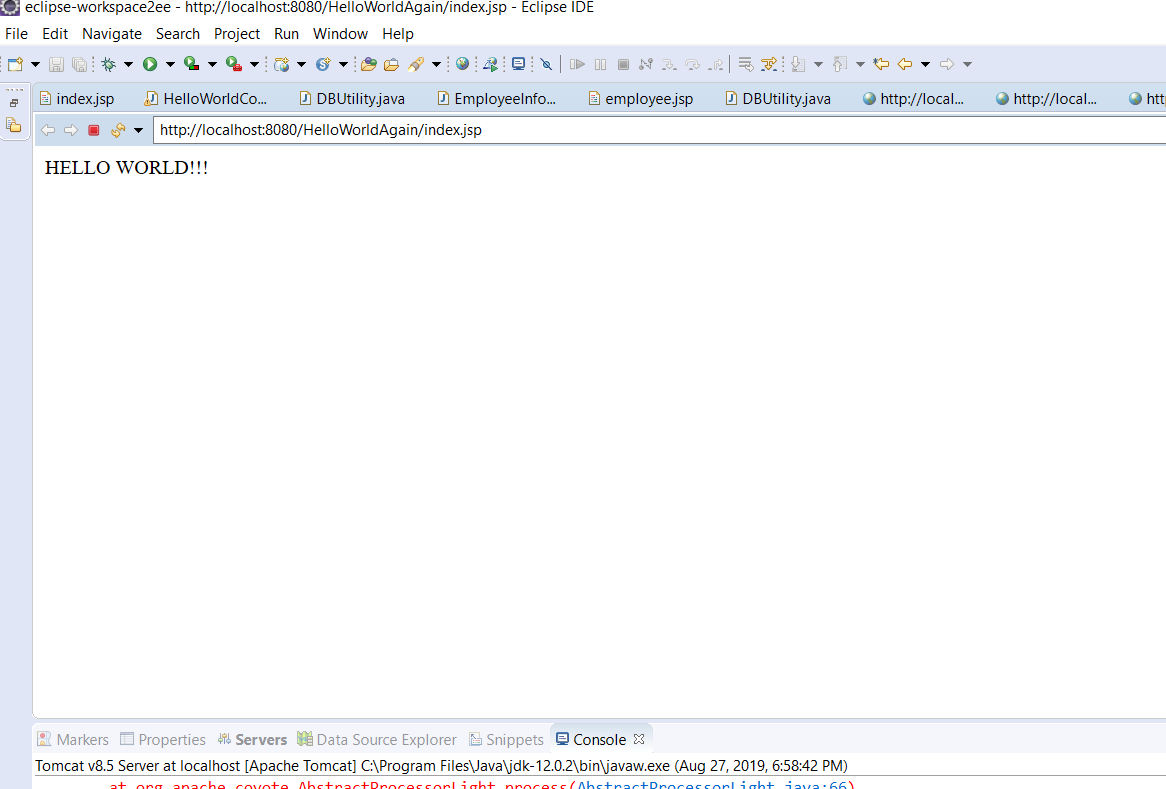 eclipse-workspace2ee - http://localhost:8080/HelloWorldAgain/index.jsp - Eclipse IDE
File Edit Navigate Search Project Run Window Help
index.jsp HelloWorldCo... DBUtility.java EmployeeInfo... employee.jsp DBUtility.java http://local... http://local... htt
http://localhost:8080/HelloWorldAgain/index.jsp
HELLO WORLD!!!
Markers Properties Servers Data Source Explorer Snippets Console
Tomcat v8.5 Server at localhost [Apache Tomcat] C:\Program Files\Java\jdk-12.0.2\bin\javaw.exe (Aug 27, 2019, 6:58:42 PM)
at org.apache.coyote.AbstractProcessorLight.process(AbstractProcessorLight.java:66)